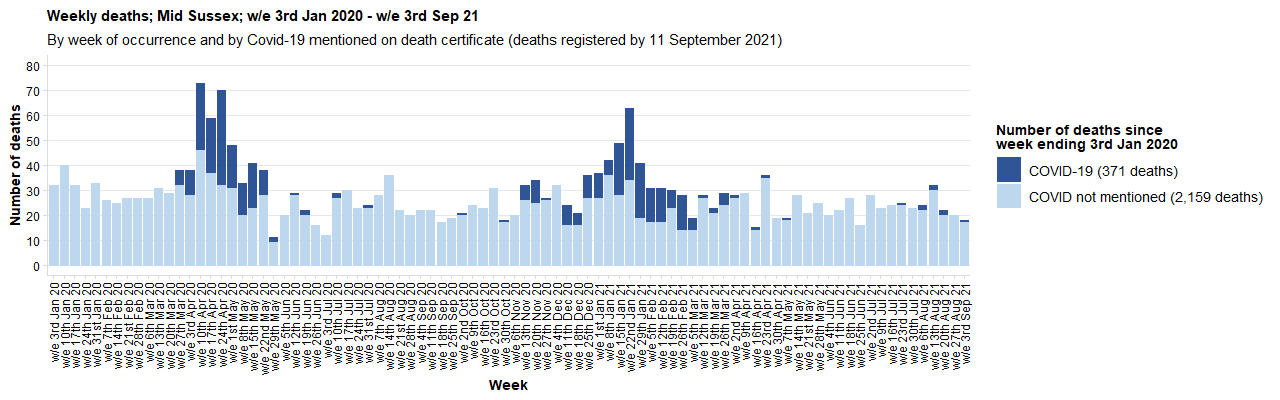 Weekly deaths; Mid Sussex; w/e 3rd Jan 2020 - w/e 3rd Sep 21
By week of occurrence and by Covid-19 mentioned on death certificate (deaths registered by 11 September 2021)
Number of deaths
80
70
60
50
40
30
20
10
0
w/e 3rd Jan 20
w/e 10th Jan 20
w/e 17th Jan 20
w/e 24th Jan 20
w/e 31st Jan 20
w/e 7th Feb 20
w/e 14th Feb 20
w/e 21st Feb 20
w/e 28th Feb 20
w/e 6th Mar 20
w/e 13th Mar 20
w/e 20th Mar 20
w/e 27th Mar 20
w/e 3rd Apr 20
w/e 10th Apr 20
w/e 17th Apr 20
w/e 24th Apr 20
w/e 1st May 20
w/e 8th May 20
w/e 15th May 20
w/e 22nd May 20
w/e 29th May 20
w/e 5th Jun 20
w/e 12th Jun 20
w/e 19th Jun 20
w/e 26th Jun 20
w/e 3rd Jul 20
w/e 10th Jul 20
w/e 17th Jul 20
w/e 24th Jul 20
w/e 31st Jul 20
w/e 7th Aug 20
w/e 14th Aug 20
w/e 21st Aug 20
w/e 28th Aug 20
w/e 4th Sep 20
w/e 11th Sep 20
w/e 18th Sep 20
w/e 25th Sep 20
w/e 2nd Oct 20
w/e 9th Oct 20
w/e 16th Oct 20
w/e 23rd Oct 20
w/e 30th Oct 20
w/e 6th Nov 20
w/e 13th Nov 20
w/e 20th Nov 20
w/e 27th Nov 20
w/e 4th Dec 20
w/e 11th Dec 20
w/e 18th Dec 20
w/e 25th Dec 20
w/e 1st Jan 21
w/e 8th Jan 21
w/e 15th Jan 21
w/e 22nd Jan 21
w/e 29th Jan 21
w/e 5th Feb 21
w/e 12th Feb 21
w/e 19th Feb 21
w/e 26th Feb 21
w/e 5th Mar 21
w/e 12th Mar 21
w/e 19th Mar 21
w/e 26th Mar 21
w/e 2nd Apr 21
w/e 9th Apr 21
w/e 16th Apr 21
w/e 23rd Apr 21
w/e 30th Apr 21
w/e 7th May 21
w/e 14th May 21
w/e 21st May 21
w/e 28th May 21
w/e 4th Jun 21
w/e 11th Jun 21
w/e 18th Jun 21
w/e 25th Jun 21
w/e 2nd Jul 21
w/e 9th Jul 21
w/e 16th Jul 21
w/e 23rd Jul 21
w/e 30th Jul 21
w/e 6th Aug 21
w/e 13th Aug 21
w/e 20th Aug 21
w/e 27th Aug 21
w/e 3rd Sep 21
Week
Number of deaths since
week ending 3rd Jan 2020
COVID-19 (371 deaths)
COVID not mentioned (2,159 deaths)